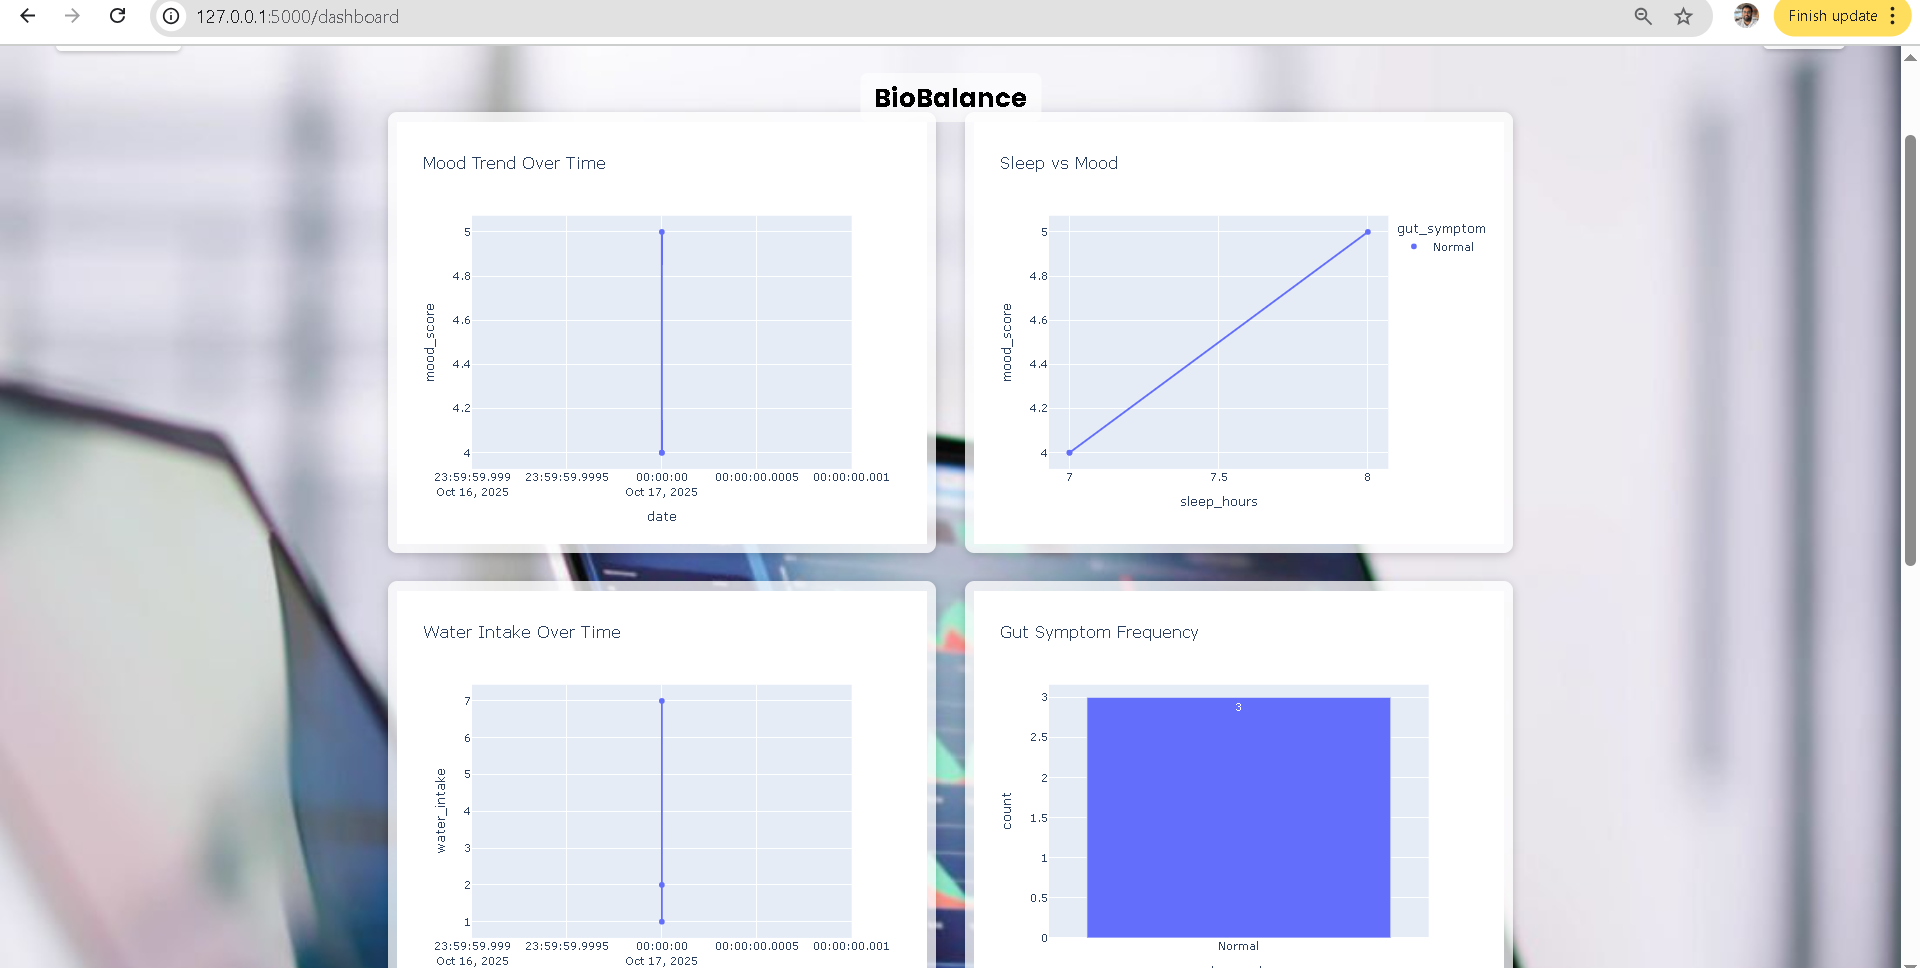 127.0.0.1:5000/dashboard
Finish update
BioBalance
Mood Trend Over Time
5
4.8
4.6
4.4
4.2
4
mood_score
23:59:59.999 23:59:59.9995 00:00:00 00:00:00.0005 00:00:00.001
Oct 16, 2025 Oct 17, 2025
date
Sleep vs Mood
5
4.8
4.6
4.4
4.2
4
mood_score
7 7.5 8
sleep_hours
gut_symptom
Normal
Water Intake Over Time
7
6
5
4
3
2
1
water_intake
23:59:59.999 23:59:59.9995 00:00:00 00:00:00.0005 00:00:00.001
Oct 16, 2025 Oct 17, 2025
Gut Symptom Frequency
3
2.5
2
1.5
1
0.5
0
count
3
Normal